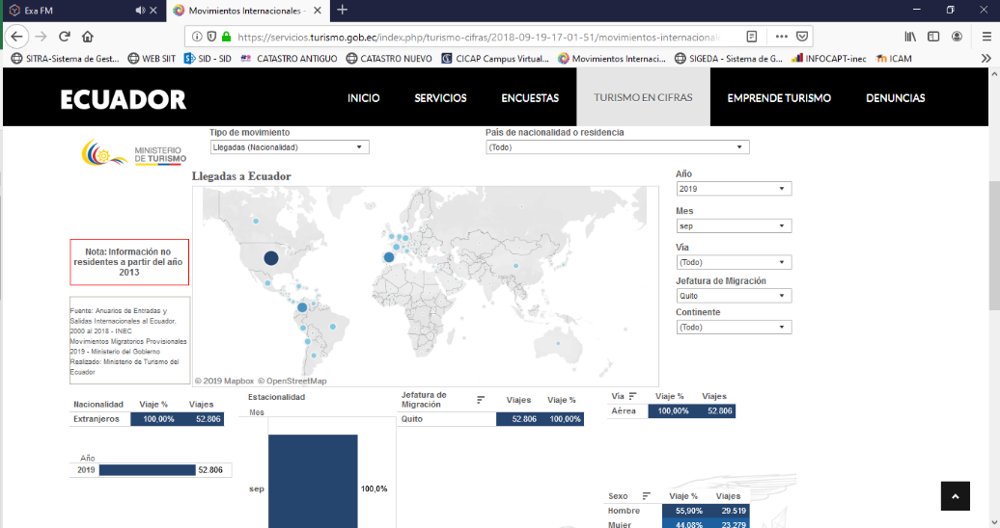 Exa FM
Movimientos Internacionales -
https://servicios.turismo.gob.ec/index.php/turismo-cifras/2018-09-19-17-01-51/movimientos-internacional
SITRA-Sistema de Gest...
WEB SIIT
SID - SID
CATASTRO ANTIGUO
CATASTRO NUEVO
CICAP Campus Virtual...
Movimientos Internaci...
SIGEDA - Sistema de G...
INFOCAPT-inec
ICAM
ECUADOR
INICIO
SERVICIOS
ENCUESTAS
TURISMO EN CIFRAS
EMPRENDE TURISMO
DENUNCIAS
MINISTERIO
DE TURISMO
Tipo de movimiento
Llegadas (Nacionalidad)
País de nacionalidad o residencia
(Todo)
Llegadas a Ecuador
Año
2019
Mes
sep
Via
(Todo)
Jefatura de Migración
Quito
Continente
(Todo)
Nota: Información no
residentes a partir del año
2013
Fuente: Anuarios de Entradas y
Salidas Internacionales al Ecuador,
2000 al 2018 - INEC
Movimientos Migratorios Provisionales
2019 - Ministerio del Gobierno
Realizado: Ministerio de Turismo del
Ecuador
© 2019 Mapbox © OpenStreetMap
Nacionalidad Viaje % Viajes
Extranjeros 100,00% 52.806
Año
2019 52.806
Estacionalidad
Mes
sep 100,0%
Jefatura de
Migración Viajes Viaje %
Quito 52.806 100,00%
Via Viaje % Viajes
Aérea 100,00% 52.806
Sexo Viaje % Viajes
Hombre 55,90% 29.519
Mujer 44,08% 23.279